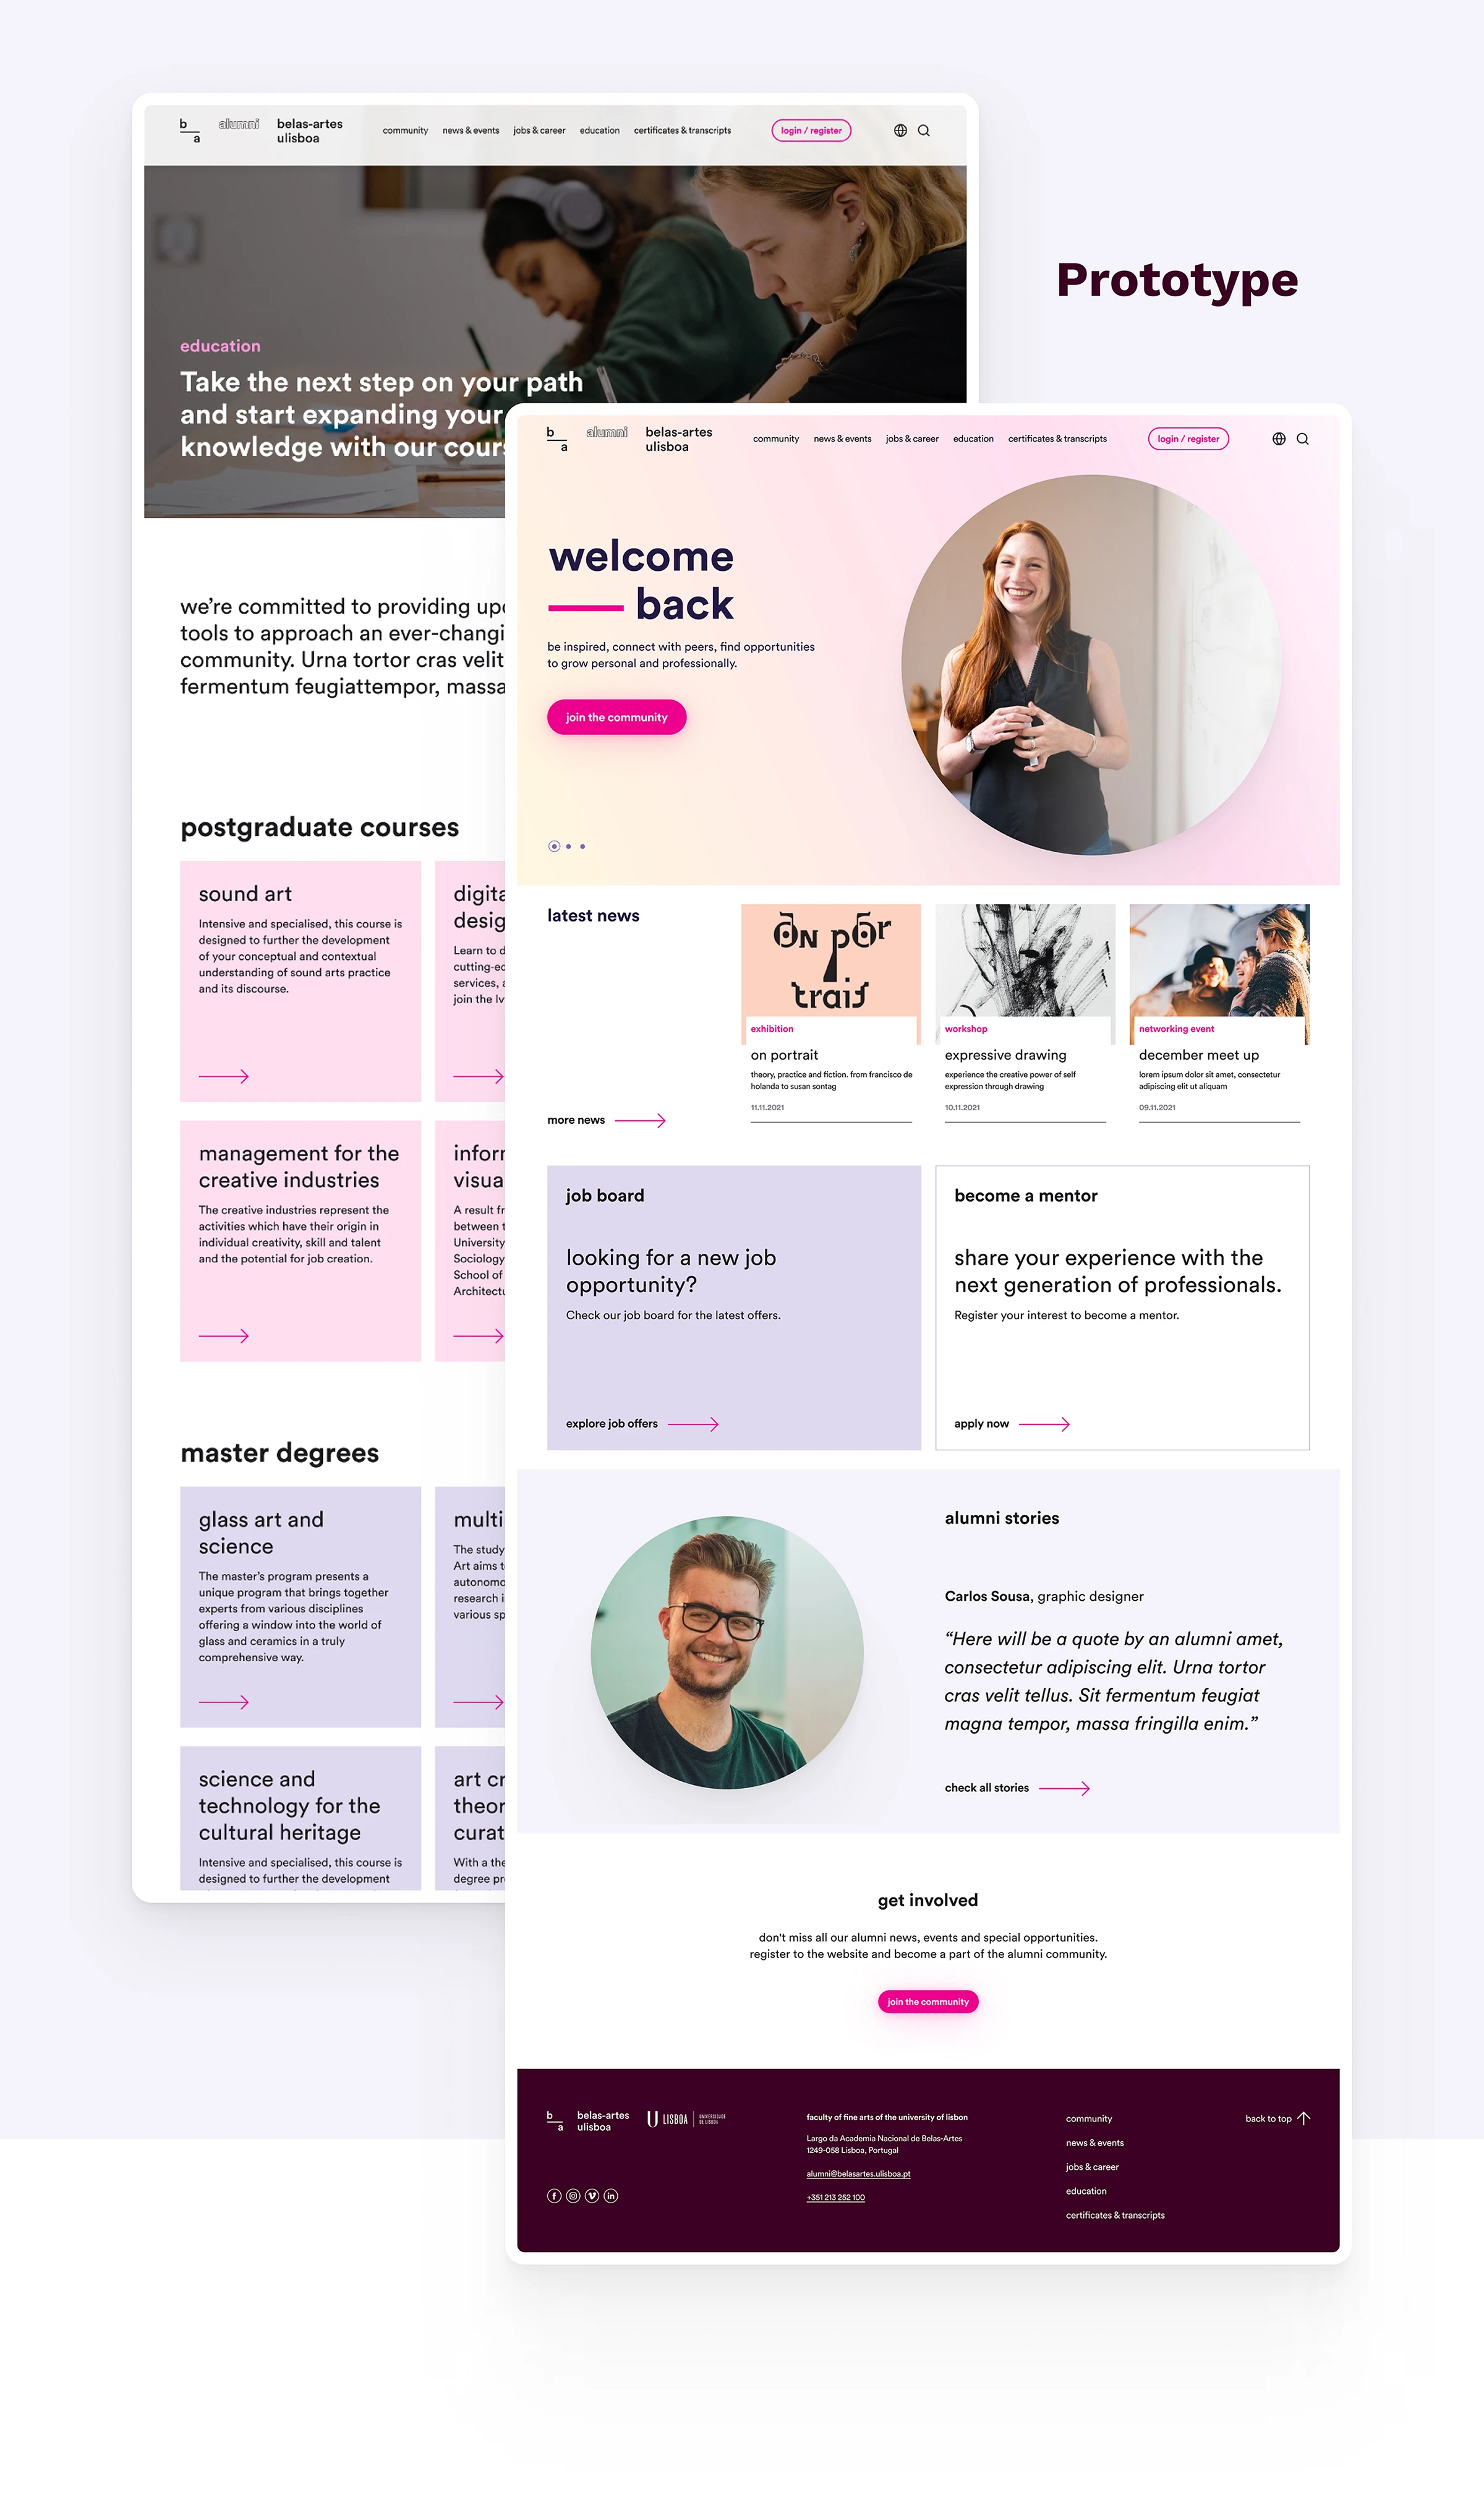 b
a
alumni
belas-artes
ulisboa
community
news & events
jobs & career
education
certificates & transcripts
login / register
Prototype
education
Take the next step on your path
and start expanding your
knowledge with our
we’re committed to providing
tools to approach an
community. Urna tortor cras velit
fermentum feugiattempor, massa
postgraduate courses
sound art
Intensive and specialised, this course is
designed to further the development
of your conceptual and contextual
understanding of sound arts practice
and its discourse.
digita
desig
Learn to d
cutting-ec
services, a
join the Iv
management for the
creative industries
The creative industries represent the
activities which have their origin in
individual creativity, skill and talent
and the potential for job creation.
inforr
visua
A result fr
between t
University
Sociology
School of
Architectu
master degrees
glass art and
science
The master’s program presents a
unique program that brings together
experts from various disciplines
offering a window into the world of
glass and ceramics in a truly
comprehensive way.
multi
The study
Art aims t
autonomo
research i
various sp
science and
technology for the
cultural heritage
Intensive and specialised, this course is
designed to further the development
art cr
theor
curat
With a the
degree pr
b
a
alumni
belas-artes
ulisboa
community
news & events
jobs & career
education
certificates & transcripts
login / register
welcome
back
be inspired, connect with peers, find opportunities
to grow personal and professionally.
join the community
latest news
more news
ON pOr
trait
exhibition
on portrait
theory, practice and fiction. from francisco de
holanda to susan sontag
11.11.2021
workshop
expressive drawing
experience the creative power of self
expression through drawing
10.11.2021
networking event
december meet up
lorem ipsum dolor sit amet, consectetur
adipiscing elit ut aliquam
09.11.2021
job board
looking for a new job
opportunity?
Check our job board for the latest offers.
explore job offers
become a mentor
share your experience with the
next generation of professionals.
Register your interest to become a mentor.
apply now
alumni stories
Carlos Sousa, graphic designer
“Here will be a quote by an alumni amet,
consectetur adipiscing elit. Urna tortor
cras velit tellus. Sit fermentum feugiat
magna tempor, massa fringilla enim.”
check all stories
get involved
don't miss all our alumni news, events and special opportunities.
register to the website and become a part of the alumni community.
join the community
b
a
belas-artes
ulisboa
LISBOA
UNIVERSIDADE
DE LISBOA
faculty of fine arts of the university of lisbon
Largo da Academia Nacional de Belas-Artes
1249-058 Lisboa, Portugal
alumni@belasartes.ulisboa.pt
+351 213 252 100
community
news & events
jobs & career
education
certificates & transcripts
back to top